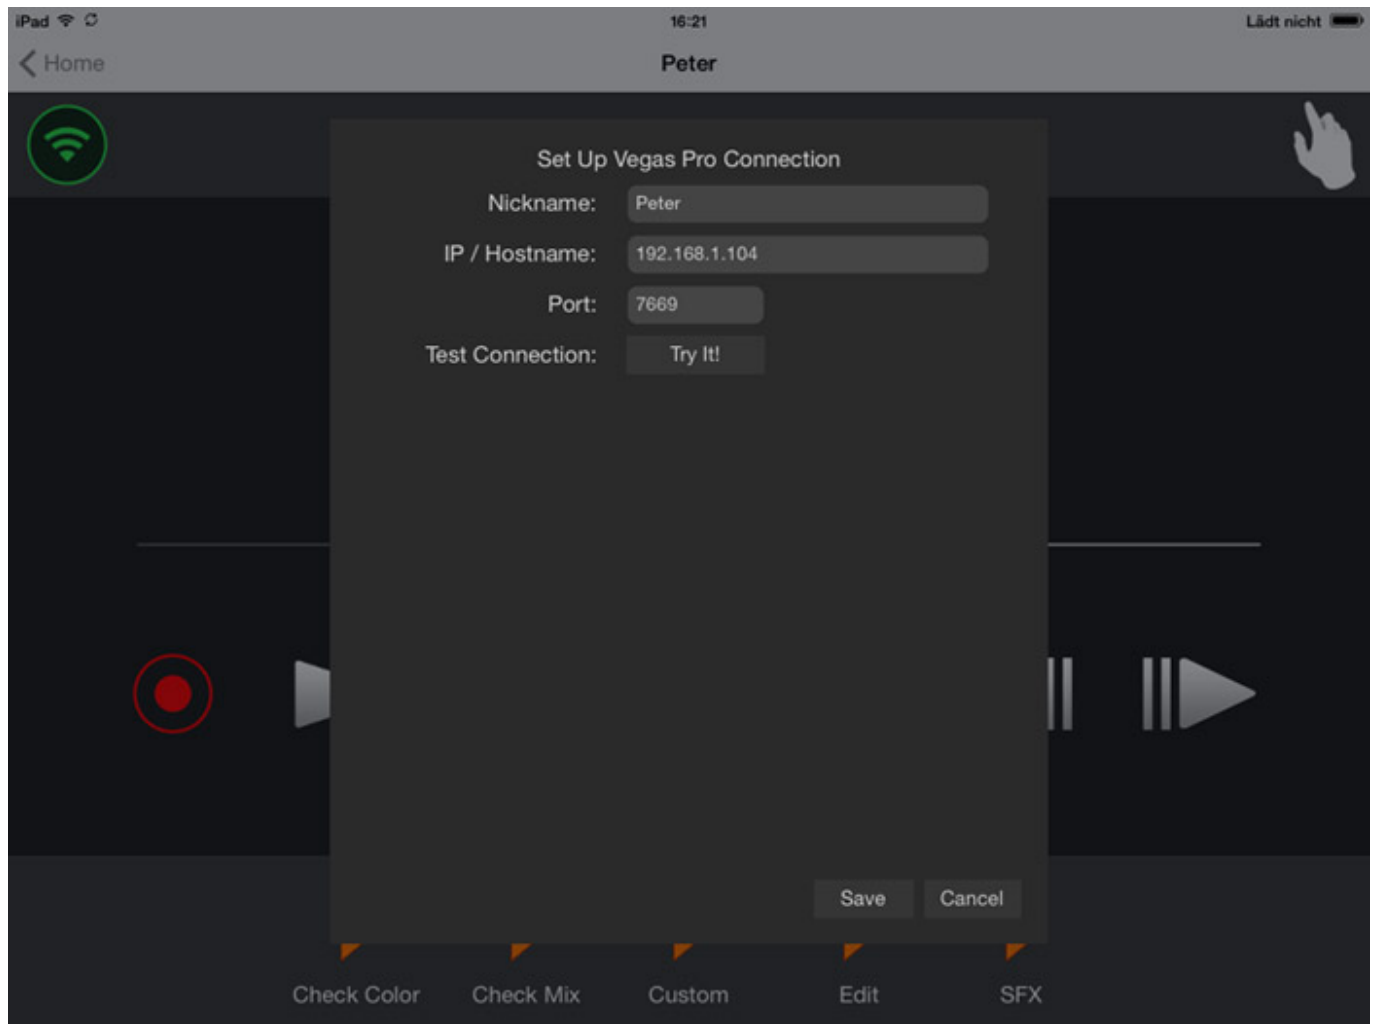 iPad 16:21 Lädt nicht
Home Peter
Set Up Vegas Pro Connection
Nickname: Peter
IP / Hostname: 192.168.1.104
Port: 7669
Test Connection: Try It!
Save Cancel
Check Color Check Mix Custom Edit SFX